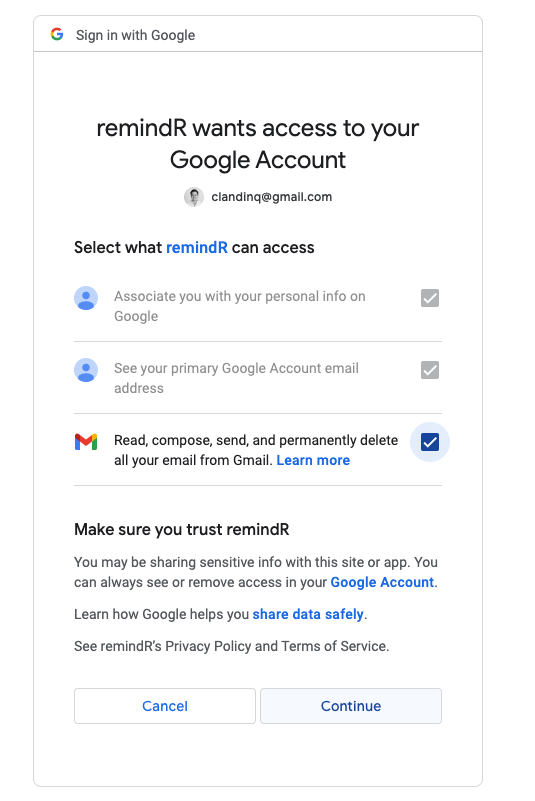 Sign in with Google
remindR wants access to your
Google Account
clandinq@gmail.com
Select what remindR can access
Associate you with your personal info on
Google
See your primary Google Account email
address
Read, compose, send, and permanently delete
all your email from Gmail. Learn more
Make sure you trust remindR
You may be sharing sensitive info with this site or app. You
can always see or remove access in your Google Account.
Learn how Google helps you share data safely.
See remindR's Privacy Policy and Terms of Service.
Cancel
Continue